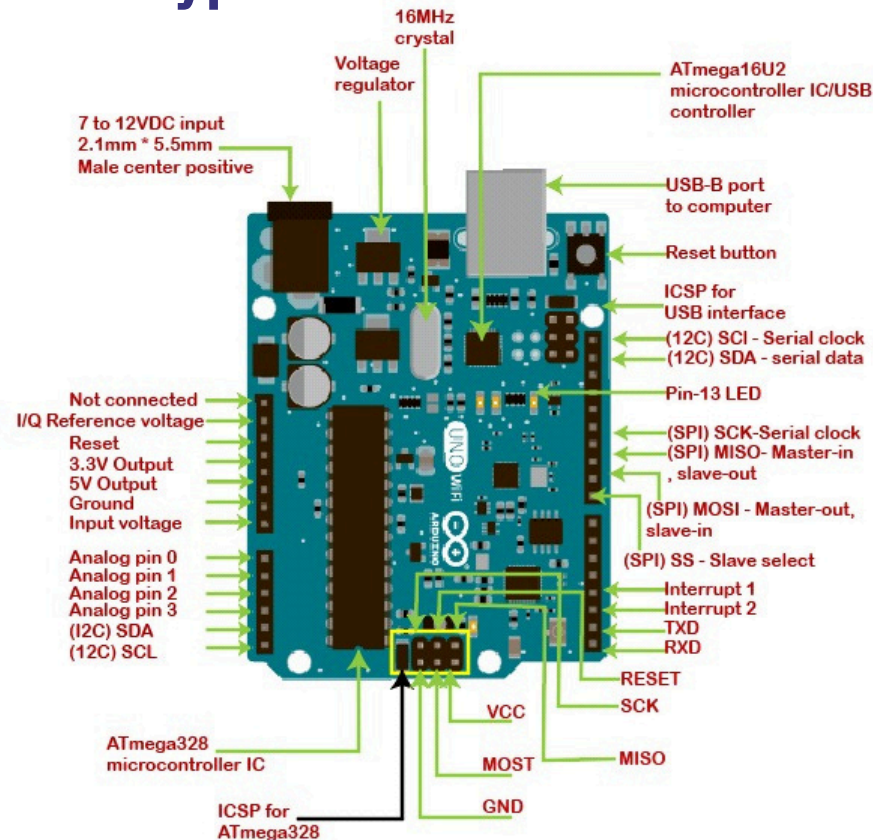 yp
16MHz
crystal
Voltage
regulator
ATmega16U2
microcontroller IC/USB
controller
7 to 12VDC input
2.1mm * 5.5mm
Male center positive
USB-B port
to computer
Reset button
ICSP for
USB interface
(12C) SCI - Serial clock
(12C) SDA - serial data
Pin-13 LED
Not connected
I/Q Reference voltage
Reset
3.3V Output
5V Output
Ground
Input voltage
(SPI) SCK-Serial clock
(SPI) MISO- Master-in
, slave-out
(SPI) MOSI - Master-out,
slave-in
(SPI) SS - Slave select
UNO WiFi
ARDUINO
Analog pin 0
Analog pin 1
Analog pin 2
Analog pin 3
(I2C) SDA
(12C) SCL
Interrupt 1
Interrupt 2
TXD
RXD
RESET
SCK
VCC
MISO
MOST
GND
ATmega328
microcontroller IC
ICSP for
ATmega328